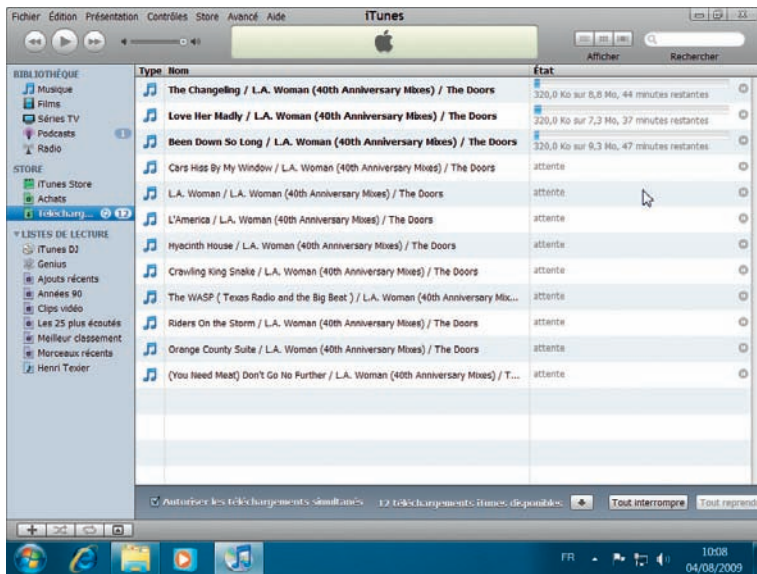 Fichier Édition Présentation Contrôles Store Avancé Aide
iTunes
Afficher Rechercher
BIBLIOTHÈQUE
Musique
Films
Séries TV
Podcasts 1
Radio
STORE
iTunes Store
Achats
Télécharg... 12
LISTES DE LECTURE
iTunes DJ
Genius
Ajouts récents
Années 90
Clips vidéo
Les 25 plus écoutés
Meilleur classement
Morceaux récents
Henri Texier
Type Nom État
The Changeling / L.A. Woman (40th Anniversary Mixes) / The Doors
320,0 Ko sur 8,8 Mo, 44 minutes restantes
Love Her Madly / L.A. Woman (40th Anniversary Mixes) / The Doors
320,0 Ko sur 7,3 Mo, 37 minutes restantes
Been Down So Long / L.A. Woman (40th Anniversary Mixes) / The Doors
320,0 Ko sur 9,3 Mo, 47 minutes restantes
Cars Hiss By My Window / L.A. Woman (40th Anniversary Mixes) / The Doors attente
L.A. Woman / L.A. Woman (40th Anniversary Mixes) / The Doors attente
L'America / L.A. Woman (40th Anniversary Mixes) / The Doors attente
Hyacinth House / L.A. Woman (40th Anniversary Mixes) / The Doors attente
Crawling King Snake / L.A. Woman (40th Anniversary Mixes) / The Doors attente
The WASP ( Texas Radio and the Big Beat ) / L.A. Woman (40th Anniversary Mix... attente
Riders On the Storm / L.A. Woman (40th Anniversary Mixes) / The Doors attente
Orange County Suite / L.A. Woman (40th Anniversary Mixes) / The Doors attente
(You Need Meat) Don't Go No Further / L.A. Woman (40th Anniversary Mixes) / T... attente
Autoriser les téléchargements simultanés 12 téléchargements itunes disponibles Tout interrompre Tout reprend
FR 10:08
04/08/2009